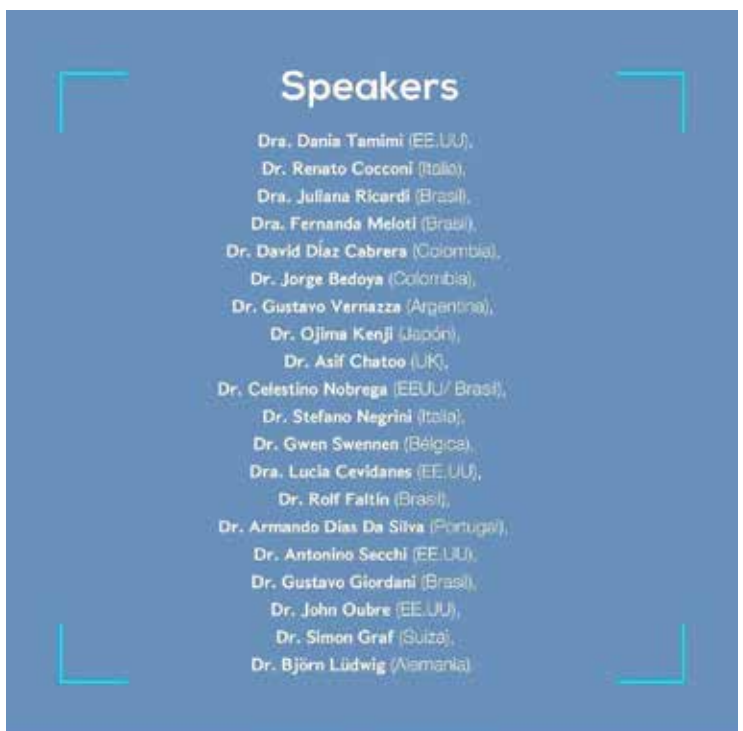 Speakers
Dra. Dania Tamimi (EE.UU),
Dr. Renato Cocconi (Italia),
Dra. Juliana Ricardi (Brasil),
Dra. Fernanda Meloti (Brasil),
Dr. David Díaz Cabrera (Colombia),
Dr. Jorge Bedoya (Colombia),
Dr. Gustavo Vernazza (Argentina),
Dr. Ojima Kenji (Japón),
Dr. Asif Chatoo (UK),
Dr. Celestino Nobrega (EEUU/ Brasil),
Dr. Stefano Negrini (Italia),
Dr. Gwen Swennen (Bélgica),
Dra. Lucia Cevidanes (EE.UU),
Dr. Rolf Faltin (Brasil),
Dr. Armando Dias Da Silva (Portugal),
Dr. Antonino Secchi (EE.UU),
Dr. Gustavo Giordani (Brasil),
Dr. John Oubre (EE.UU),
Dr. Simon Graf (Suiza),
Dr. Björn Lüdwig (Alemania)